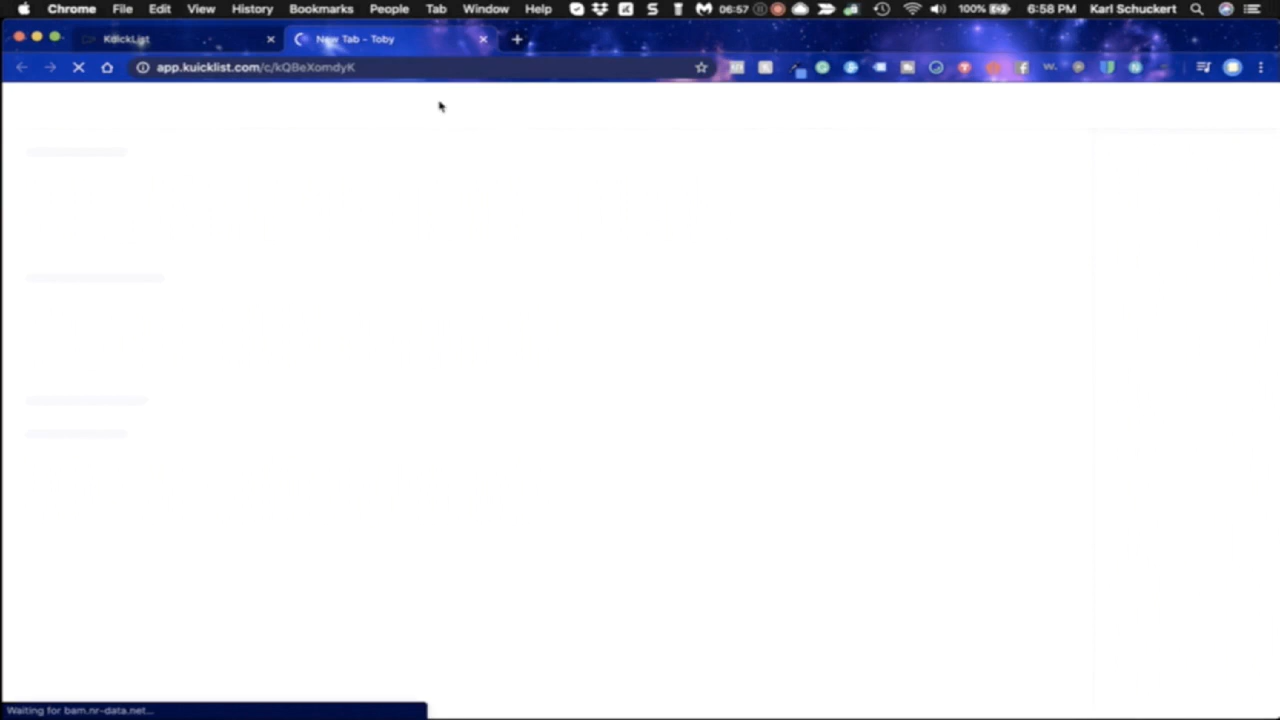 Chrome File Edit View History Bookmarks People Tab Window Help 06:57 100% 6:58 PM Karl Schuckert
KuickList New Tab - Toby
app.kuicklist.com/c/kQBeXomdyK
Waiting for bam.nr-data.net...